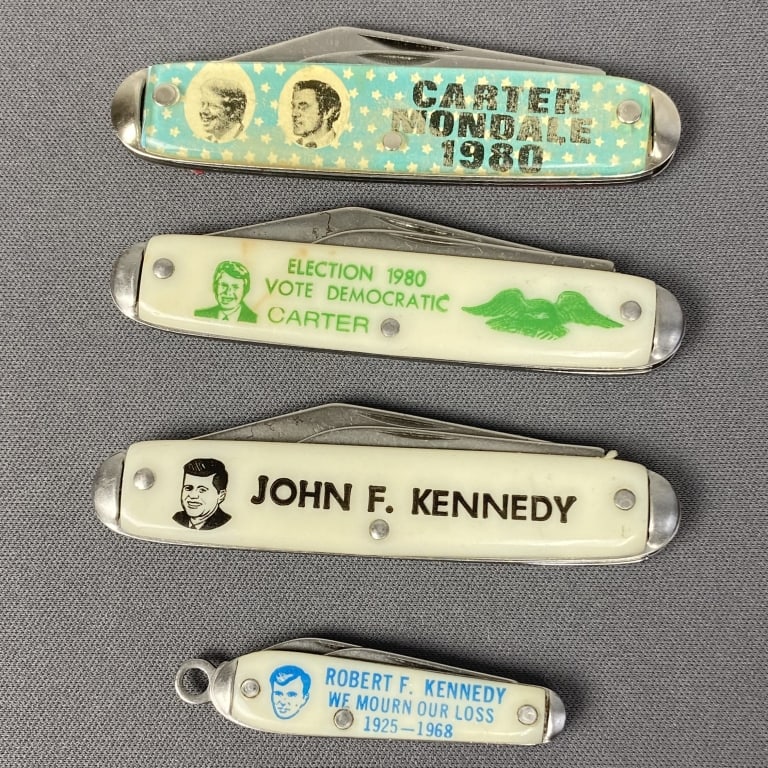 CARTER
MONDALE
1980
ELECTION 1980
VOTE DEMOCRATIC
CARTER
JOHN F. KENNEDY
ROBERT F. KENNEDY
WE MOURN OUR LOSS
1925—1968